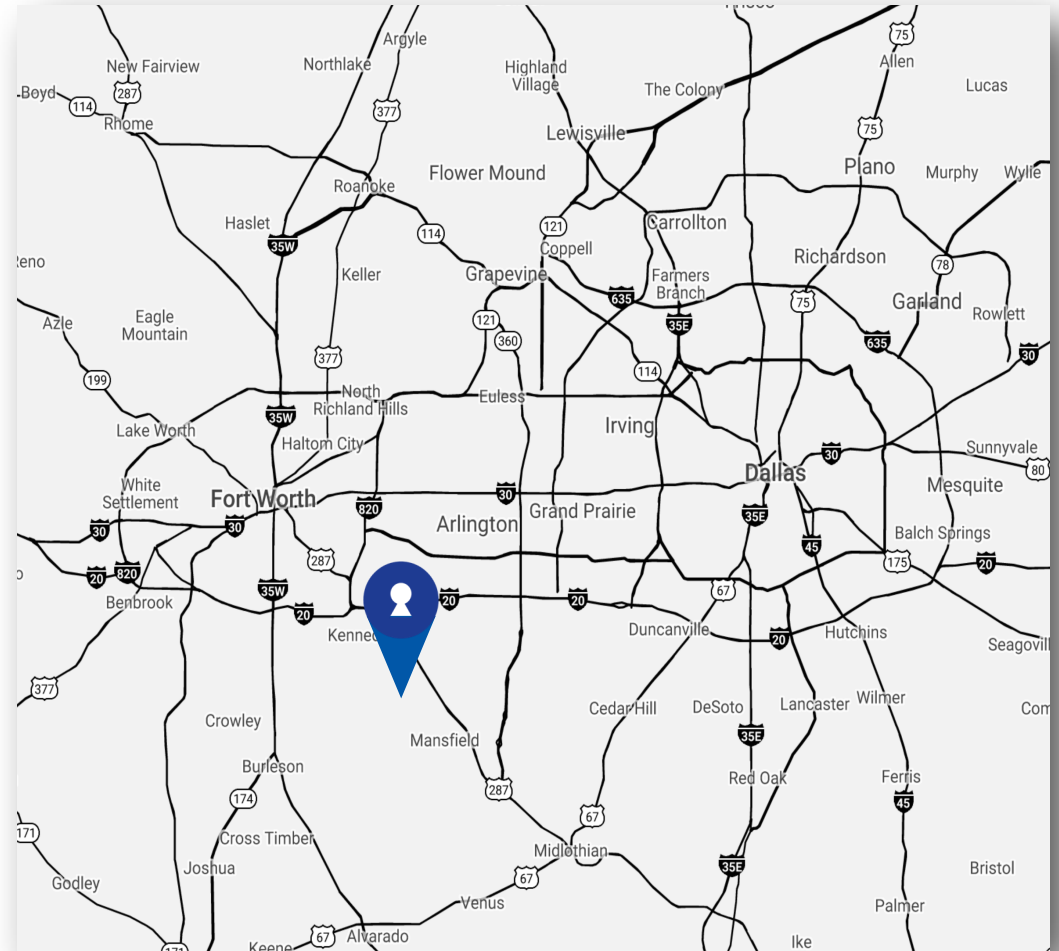 Argyle
75
New Fairview
Northlake
Highland
Village
Allen
Boyd
287
The Colony
Lucas
114
377
Rhome
75
Lewisville
Flower Mound
Plano
Murphy
Wylie
Roanoke
Haslet
121
Carrollton
35W
114
Coppell
Richardson
78
Keller
Grapevine
Farmers
Branch
635
75
Garland
Azle
Eagle
Mountain
121
35E
Rowlett
360
635
377
30
114
199
North
Richland Hills
Euless
35W
Lake Worth
Haltom City
Irving
30
Sunnyvale
80
Dallas
White
Settlement
Fort Worth
30
Mesquite
820
Arlington
Grand Prairie
35E
30
30
Balch Springs
287
45
175
20
20
820
35W
67
Benbrook
20
20
20
Duncanville
20
Hutchins
377
Crowley
Cedar Hill
DeSoto
Lancaster
Wilmer
Mansfield
35E
Burleson
287
Red Oak
Ferris
174
45
67
171
Cross Timber
Midlothian
35E
Joshua
Godley
67
Bristol
Venus
Palmer
67
Alvarado
Keene
Ike